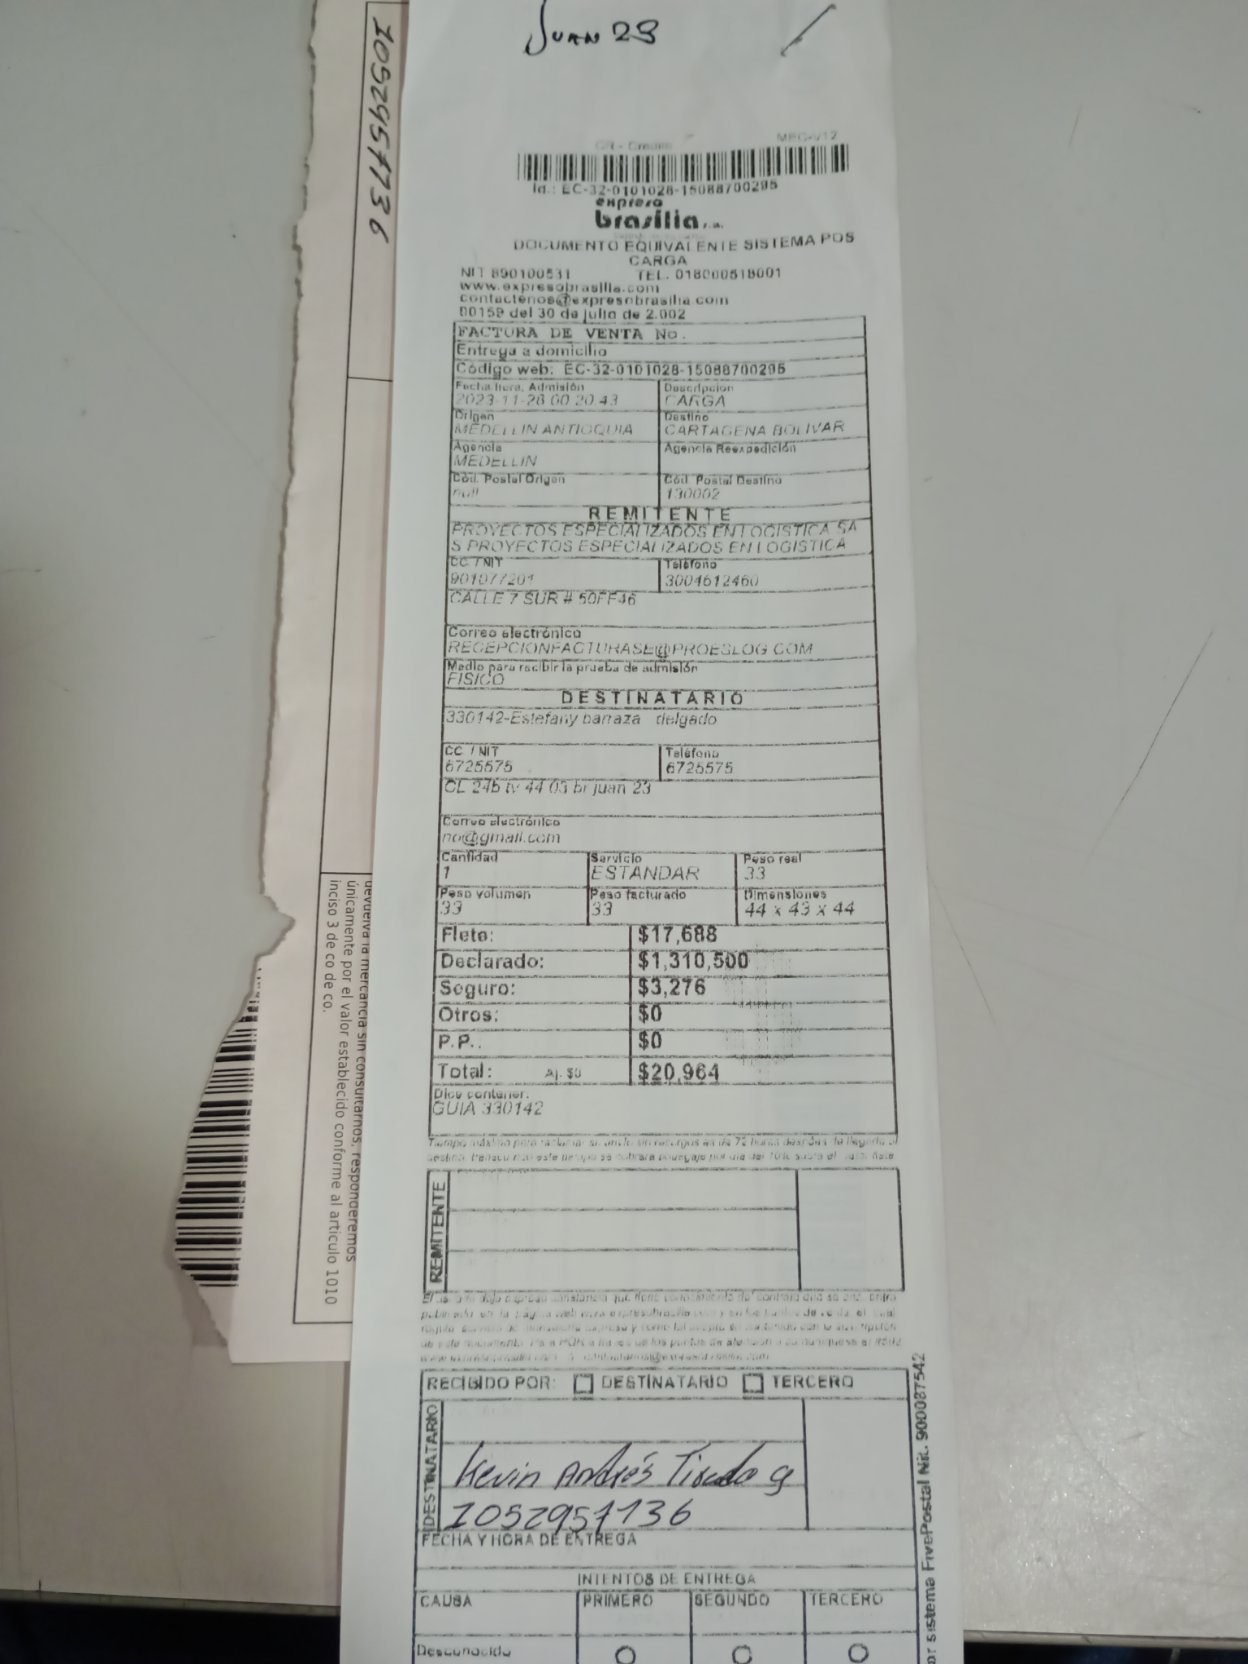 JUAN 23
1052957736
MPC-V12
CR - Credito
Id.: EC-32-0101028-15088700295
expreso
brasilia s.a.
DOCUMENTO EQUIVALENTE SISTEMA POS
CARGA
NIT 890100531 TEL. 018000518001
www.expresobrasilia.com
contactenos@expresobrasilia com
00159 del 30 de julio de 2.002
FACTURA DE VENTA No.
Entrega a domicilio
Código web: EC-32-0101028-15088700295
Fecha hora, Admisión Descripcion
2023-11-28 00 20 43 CARGA
Origen Destino
MEDELLIN ANTIOQUIA CARTAGENA BOLIVAR
Agencia Agencia Reexpedición
MEDELLIN
Cód. Postal Origen Cód. Postal Destino
null 130002
REMITENTE
PROYECTOS ESPECIALIZADOS EN LOGISTICA SA
S PROYECTOS ESPECIALIZADOS EN LOGISTICA
CC / NIT Teléfono
901077201 3004612460
CALLE 7 SUR # 50FF46
Correo electrónico
RECEPCIONFACTURASE@PROESLOG COM
Medio para recibir la prueba de admisión
FISICO
DESTINATARIO
330142-Estefany barraza delgado
CC / NIT Teléfono
6725575 6725575
CL 24b tv 44 03 br juan 23
Correo electrónico
no@gmail.com
Cantidad Servicio Peso real
1 ESTANDAR 33
Peso volumen Peso facturado Dimensiones
33 33 44 x 43 x 44
Flete: $17,688
Declarado: $1,310,500
Seguro: $3,276
Otros: $0
P.P.: $0
Total: Aj. $0 $20,964
Dice contener:
GUIA 330142
REMITENTE
RECIBIDO POR: DESTINATARIO TERCERO
DESTINATARIO
Kevin Andrés Tirado g
1052957736
FECHA Y HORA DE ENTREGA
INTENTOS DE ENTREGA
CAUSA PRIMERO SEGUNDO TERCERO
Desconocido
or sistema FivePostal Nit. 900087542
devuelva la mercancía sin consultarnos, responderemos
únicamente por el valor establecido conforme al articulo 1010
inciso 3 de co de co.